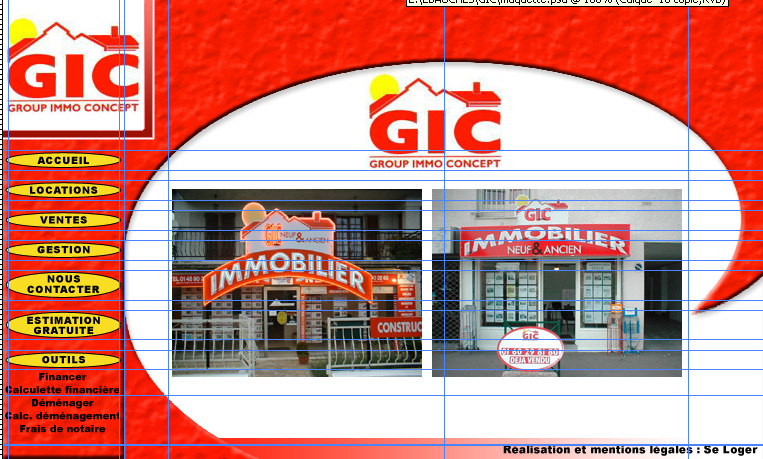 GIC
GROUP IMMO CONCEPT
ACCUEIL
LOCATIONS
VENTES
GESTION
NOUS
CONTACTER
ESTIMATION
GRATUITE
OUTILS
Financer
Calculette financière
Déménager
Calc. déménagement
Frais de notaire
GIC
GROUP IMMO CONCEPT
NEUF&ANCIEN
IMMOBILIER
CONSTRUC
GIC
IMMOBILIER
NEUF&ANCIEN
GIC
DEJA VENDU
Réalisation et mentions légales : Se Loger